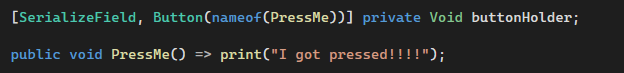 [SerializeField, Button(nameof(PressMe))] private Void buttonHolder;
public void PressMe() => print("I got pressed!!!!");